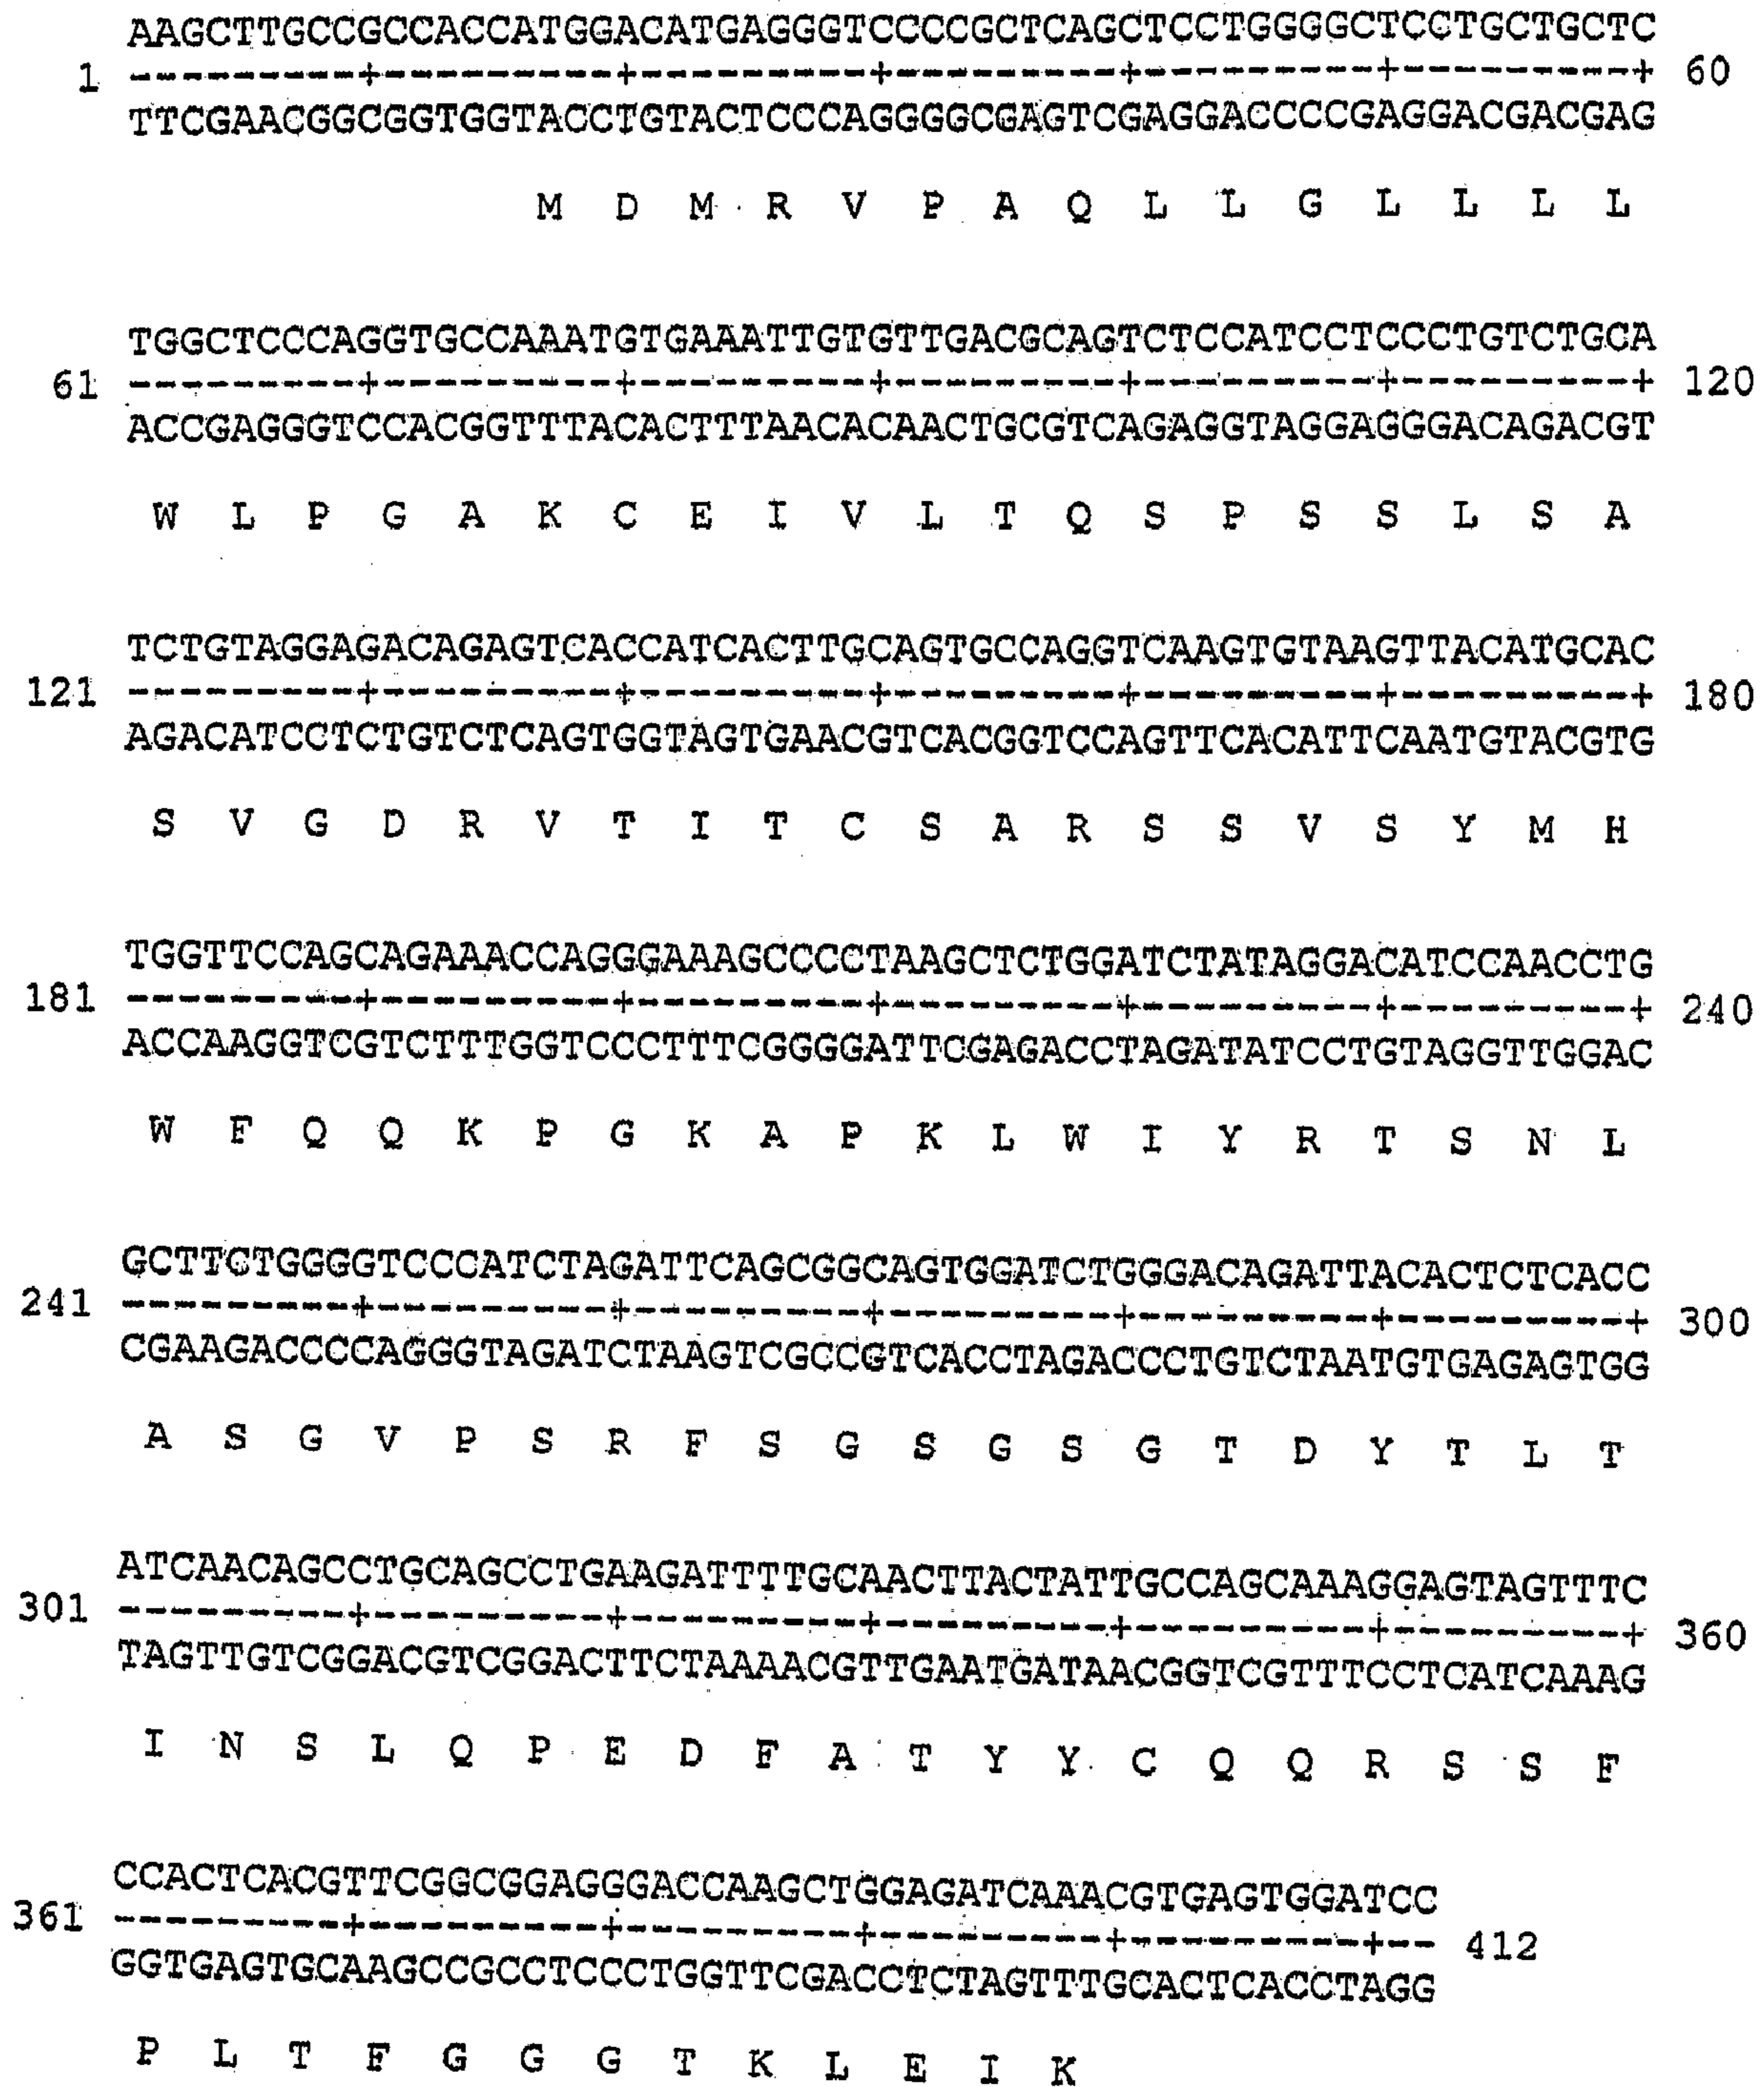 AAGCTTGCCGCCACCATGGACATGAGGGTCCCCGCTCAGCTCCTGGGGCTCCTGCTGCTC
1 ---------+---------+---------+---------+---------+---------+ 60
TTCGAACGGCGGTGGTACCTGTACTCCCAGGGGCGAGTCGAGGACCCCGAGGACGACGAG
M D M R V P A Q L L G L L L L
TGGCTCCCAGGTGCCAAATGTGAAATTGTGTTGACGCAGTCTCCATCCTCCCTGTCTGCA
61 ---------+---------+---------+---------+---------+---------+ 120
ACCGAGGGTCCACGGTTTACACTTTAACACAACTGCGTCAGAGGTAGGAGGGACAGACGT
W L P G A K C E I V L T Q S P S S L S A
TCTGTAGGAGACAGAGTCACCATCACTTGCAGTGCCAGGTCAAGTGTAAGTTACATGCAC
121 ---------+---------+---------+---------+---------+---------+ 180
AGACATCCTCTGTCTCAGTGGTAGTGAACGTCACGGTCCAGTTCACATTCAATGTACGTG
S V G D R V T I T C S A R S S V S Y M H
TGGTTCCAGCAGAAACCAGGGAAAGCCCCTAAGCTCTGGATCTATAGGACATCCAACCTG
181 ---------+---------+---------+---------+---------+---------+ 240
ACCAAGGTCGTCTTTGGTCCCTTTCGGGGATTCGAGACCTAGATATCCTGTAGGTTGGAC
W F Q Q K P G K A P K L W I Y R T S N L
GCTTCTGGGGTCCCATCTAGATTCAGCGGCAGTGGATCTGGGACAGATTACACTCTCACC
241 ---------+---------+---------+---------+---------+---------+ 300
CGAAGACCCCAGGGTAGATCTAAGTCGCCGTCACCTAGACCCTGTCTAATGTGAGAGTGG
A S G V P S R F S G S G S G T D Y T L T
ATCAACAGCCTGCAGCCTGAAGATTTTGCAACTTACTATTGCCAGCAAAGGAGTAGTTTC
301 ---------+---------+---------+---------+---------+---------+ 360
TAGTTGTCGGACGTCGGACTTCTAAAACGTTGAATGATAACGGTCGTTTCCTCATCAAAG
I N S L Q P E D F A T Y Y C Q Q R S S F
CCACTCACGTTCGGCGGAGGGACCAAGCTGGAGATCAAACGTGAGTGGATCC
361 ---------+---------+---------+---------+---------+-- 412
GGTGAGTGCAAGCCGCCTCCCTGGTTCGACCTCTAGTTTGCACTCACCTAGG
P L T F G G G T K L E I K